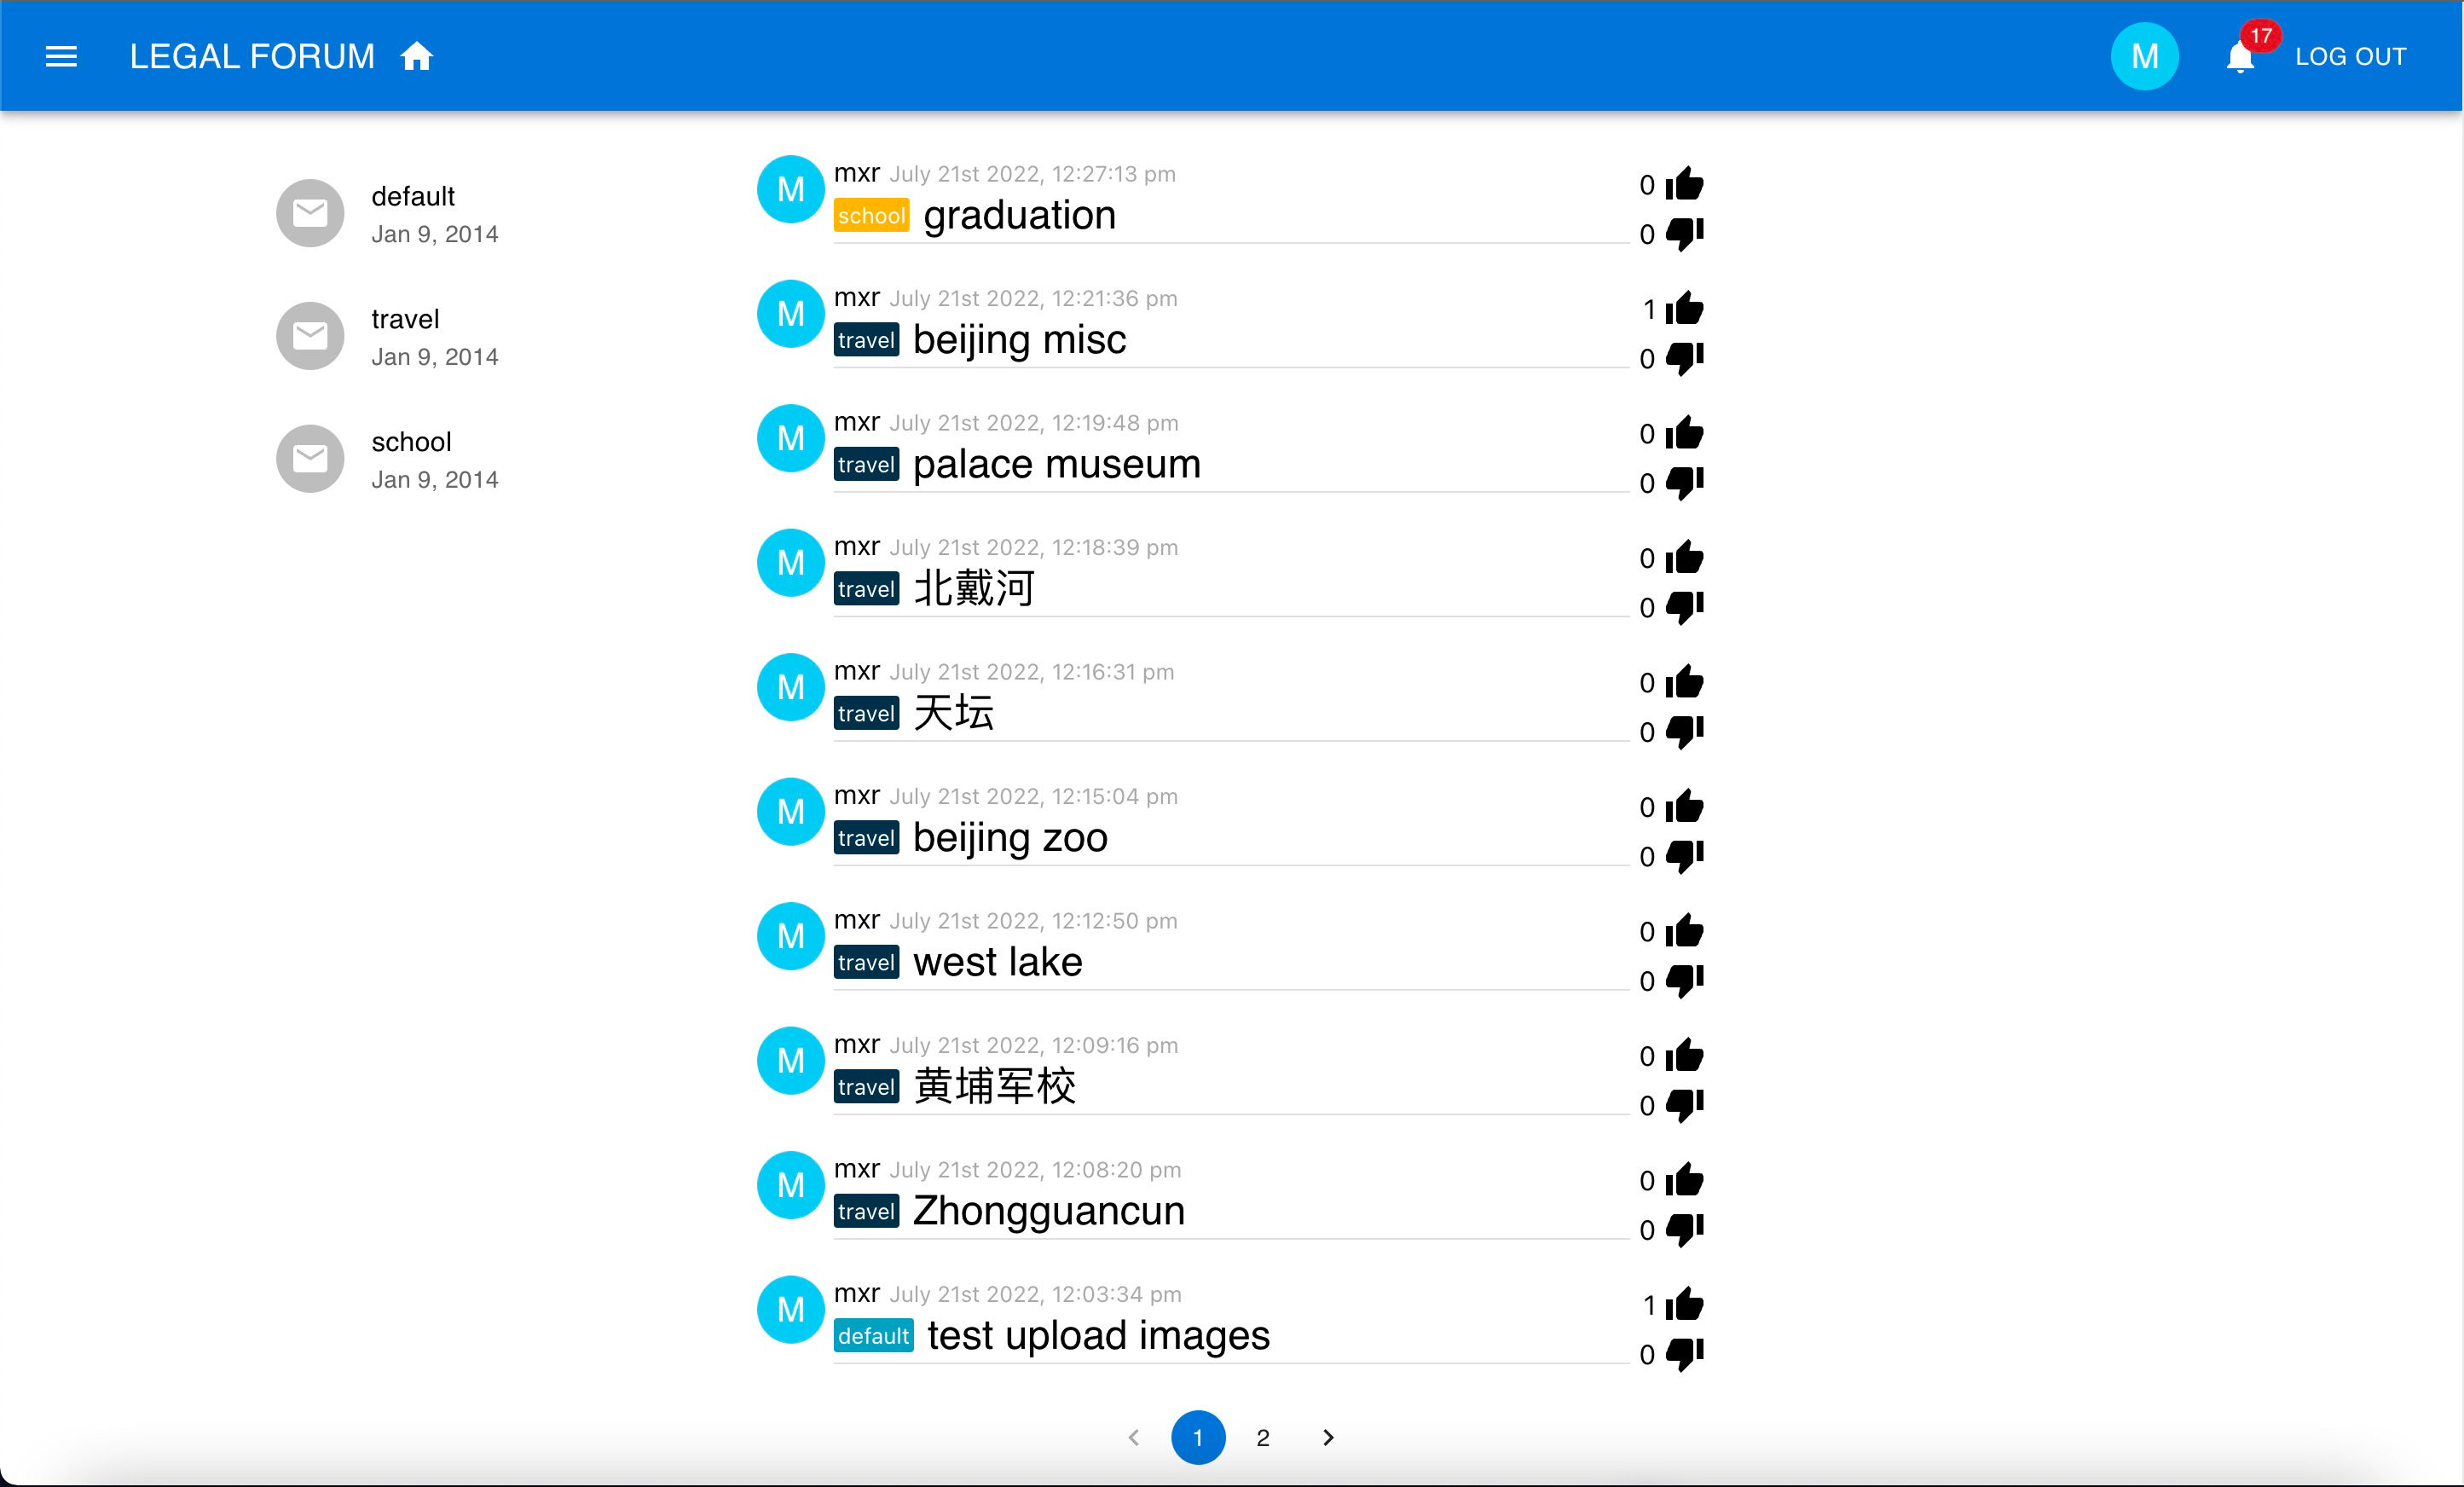 LEGAL FORUM
M
17
LOG OUT
default
Jan 9, 2014
travel
Jan 9, 2014
school
Jan 9, 2014
M
mxr July 21st 2022, 12:27:13 pm
school graduation
0
0
M
mxr July 21st 2022, 12:21:36 pm
travel beijing misc
1
0
M
mxr July 21st 2022, 12:19:48 pm
travel palace museum
0
0
M
mxr July 21st 2022, 12:18:39 pm
travel 北戴河
0
0
M
mxr July 21st 2022, 12:16:31 pm
travel 天坛
0
0
M
mxr July 21st 2022, 12:15:04 pm
travel beijing zoo
0
0
M
mxr July 21st 2022, 12:12:50 pm
travel west lake
0
0
M
mxr July 21st 2022, 12:09:16 pm
travel 黄埔军校
0
0
M
mxr July 21st 2022, 12:08:20 pm
travel Zhongguancun
0
0
M
mxr July 21st 2022, 12:03:34 pm
default test upload images
1
0
1 2